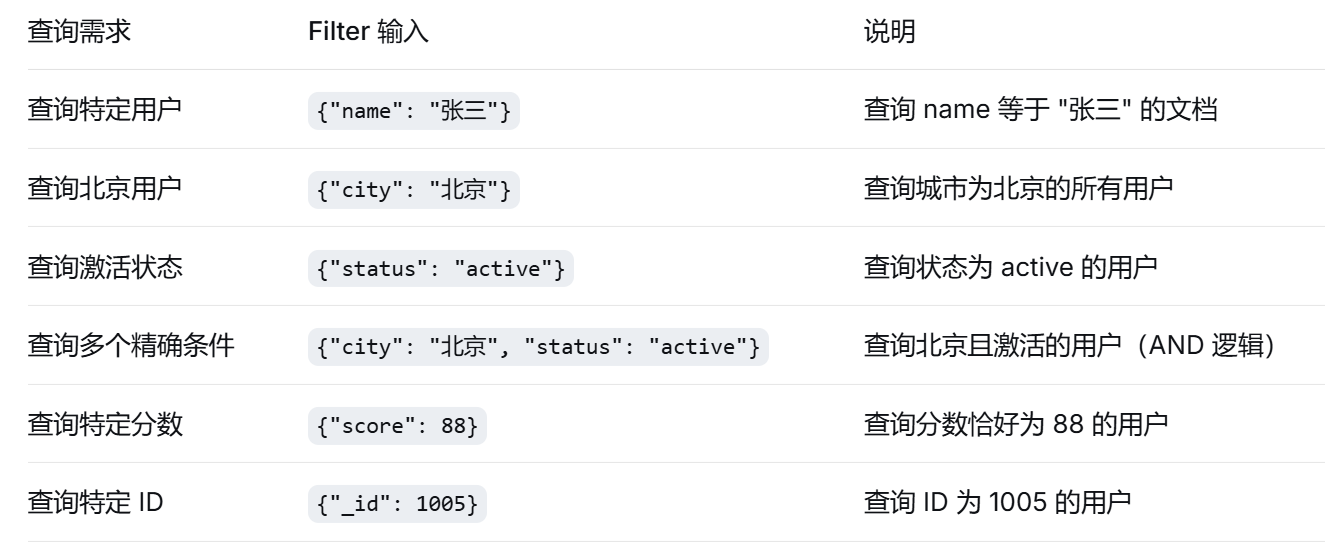 查询需求 Filter 输入 说明
查询特定用户 {"name": "张三"} 查询 name 等于 "张三" 的文档
查询北京用户 {"city": "北京"} 查询城市为北京的所有用户
查询激活状态 {"status": "active"} 查询状态为 active 的用户
查询多个精确条件 {"city": "北京", "status": "active"} 查询北京且激活的用户（AND 逻辑）
查询特定分数 {"score": 88} 查询分数恰好为 88 的用户
查询特定 ID {"_id": 1005} 查询 ID 为 1005 的用户